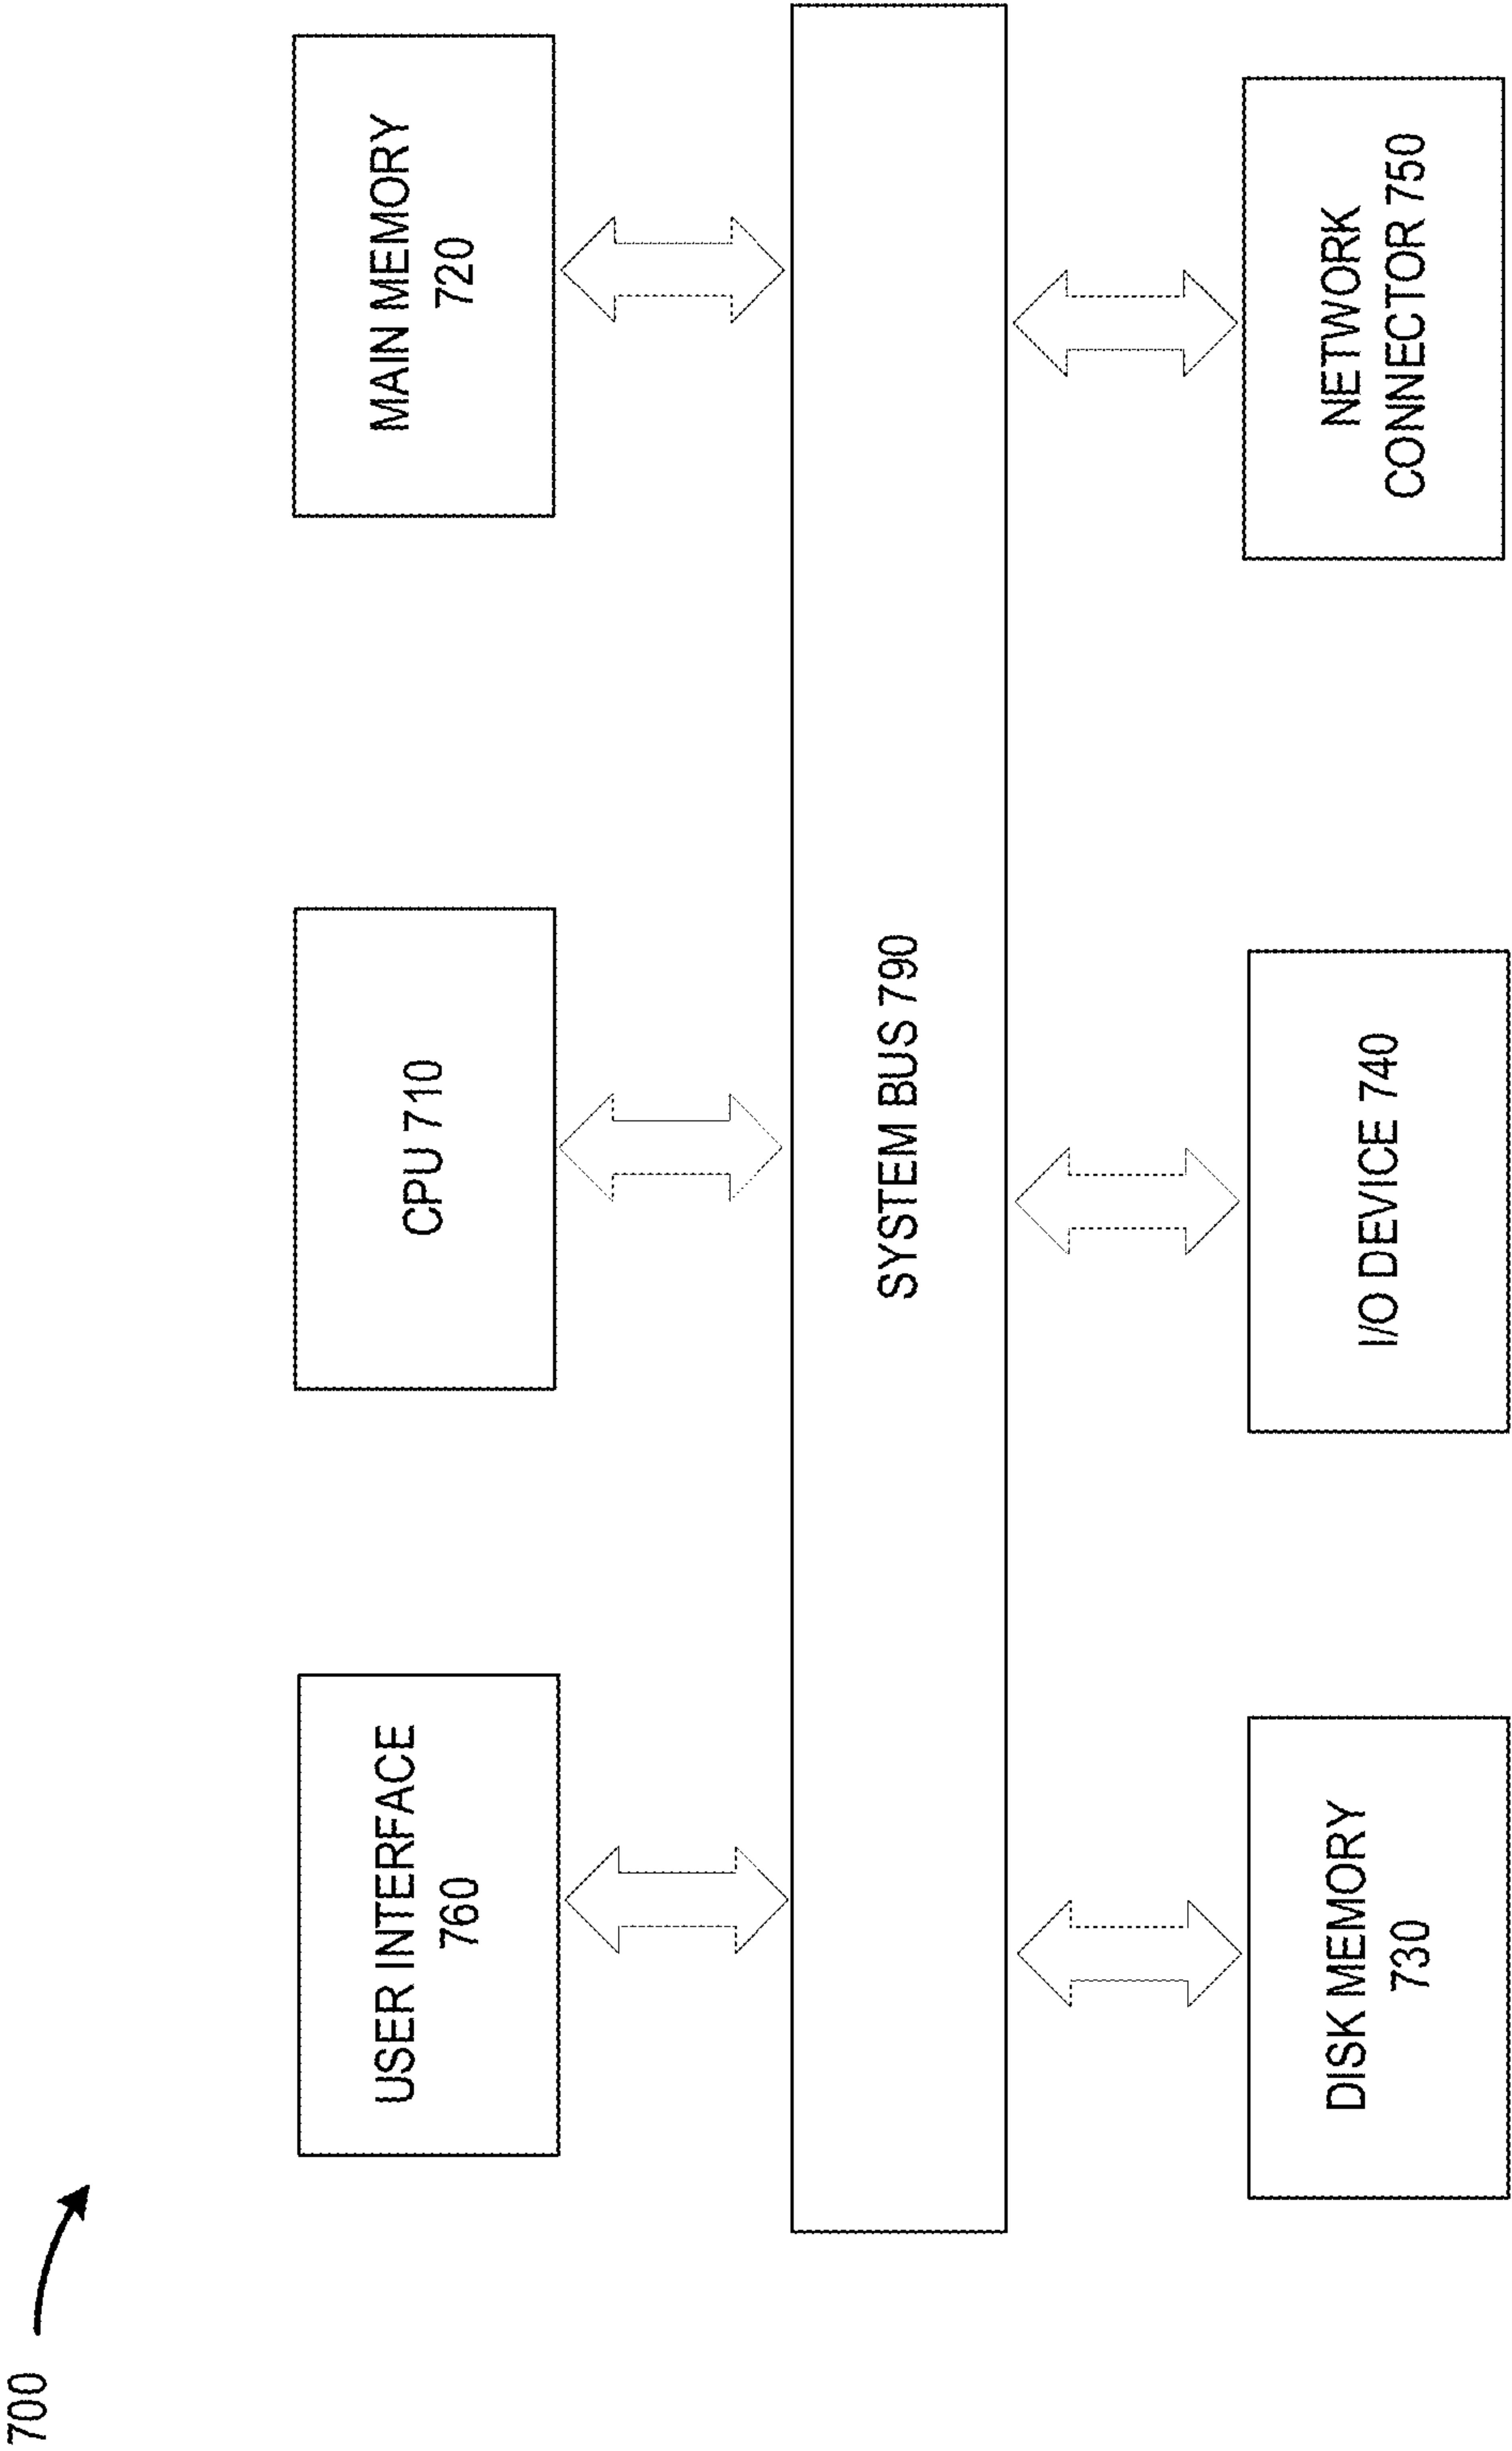 700
USER INTERFACE
760
CPU 710
MAIN MEMORY
720
SYSTEM BUS 790
DISK MEMORY
730
I/O DEVICE 740
NETWORK
CONNECTOR 750